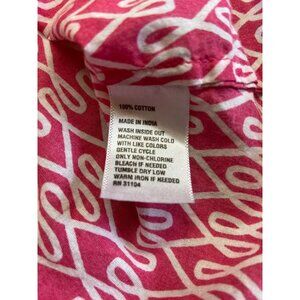 100% COTTON
MADE IN INDIA
WASH INSIDE OUT
MACHINE WASH COLD
WITH LIKE COLORS
GENTLE CYCLE
ONLY NON-CHLORINE
BLEACH IF NEEDED
TUMBLE DRY LOW
WARM IRON IF NEEDED
RN 31104